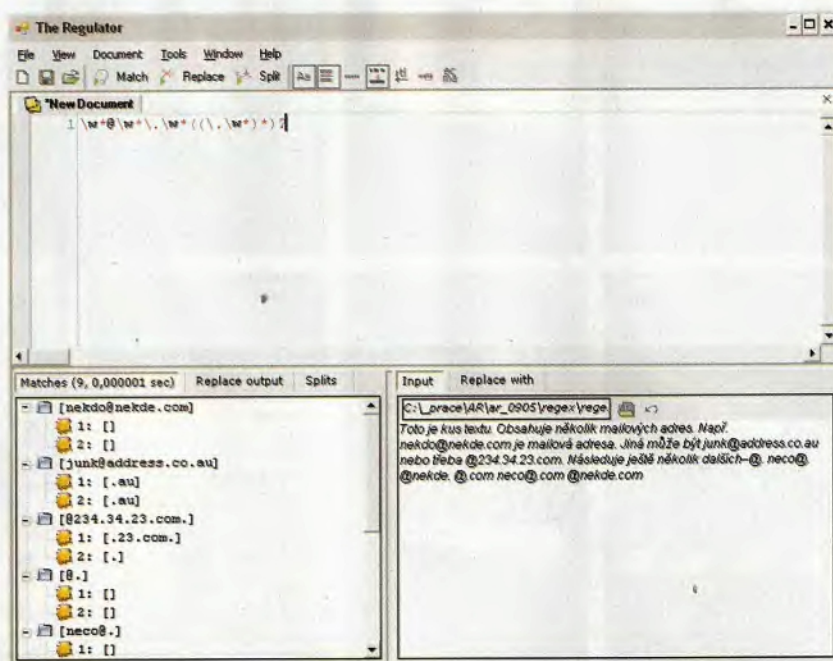 The Regulator
File View Document Tools Window Help
Match Replace Split Aa
*New Document
1 \w*@\w*\.\w*((\.\w*)*)?
Matches (9, 0,000001 sec) Replace output Splits
[nekdo@nekde.com]
1: []
2: []
[junk@address.co.au]
1: [.au]
2: [.au]
[@234.34.23.com.]
1: [.23.com.]
2: [.]
[@.]
1: []
2: []
[neco@.]
1: []
Input Replace with
C:\_prace\AR\ar_0905\regex\rege
Toto je kus textu. Obsahuje několik mailových adres. Např.
nekdo@nekde.com je mailová adresa. Jiná může být junk@address.co.au
nebo třeba @234.34.23.com. Následuje ještě několik dalších–@. neco@.
@nekde. @.com neco@.com @nekde.com